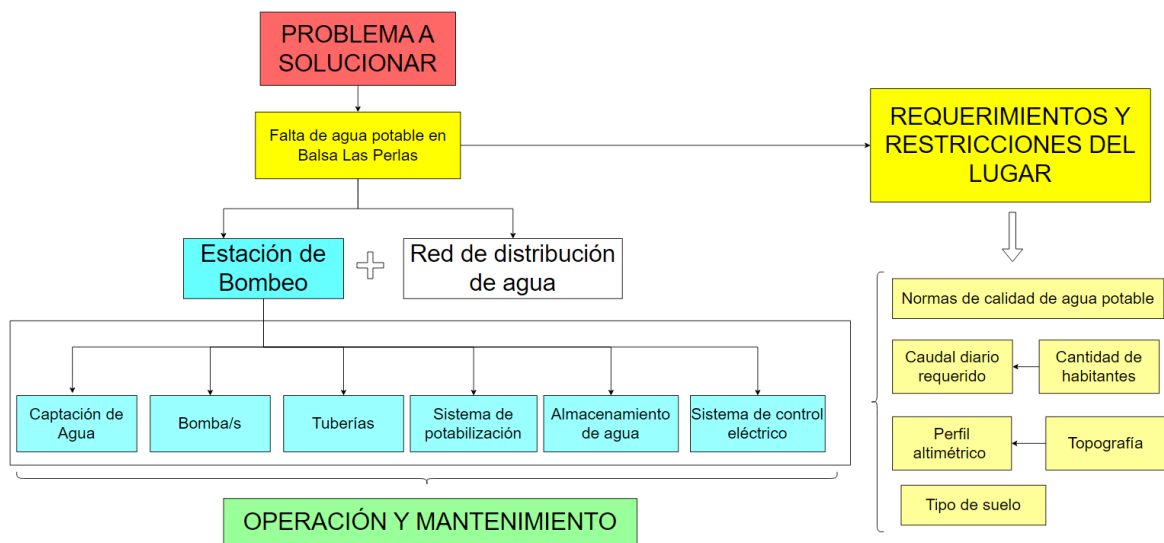 PROBLEMA A
SOLUCIONAR
Falta de agua potable en
Balsa Las Perlas
REQUERIMIENTOS Y
RESTRICCIONES DEL
LUGAR
Estación de
Bombeo
Red de distribución
de agua
Captación de
Agua
Bomba/s
Tuberías
Sistema de
potabilización
Almacenamiento
de agua
Sistema de control
eléctrico
OPERACIÓN Y MANTENIMIENTO
Normas de calidad de agua potable
Caudal diario
requerido
Cantidad de
habitantes
Perfil
altimétrico
Topografía
Tipo de suelo